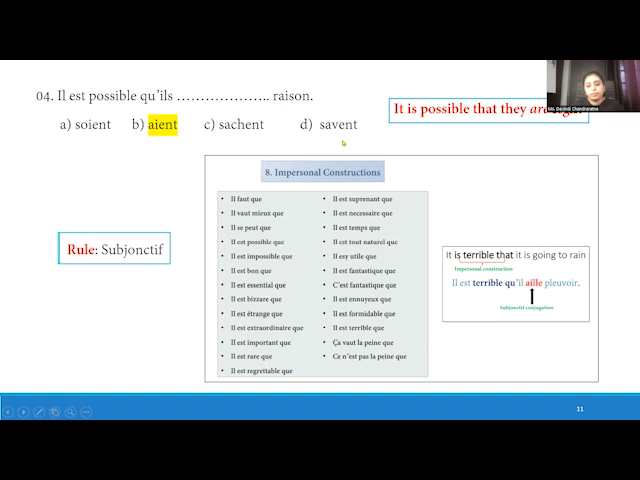 04. Il est possible qu'ils ……………….. raison.
a) soient b) aient c) sachent d) savent
It is possible that they are
Ms. Devindi Chandraratne
8. Impersonal Constructions
• Il faut que
• Il vaut mieux que
• Il se peut que
• Il est possible que
• Il est impossible que
• Il est bon que
• Il est essential que
• Il est bizzare que
• Il est étrange que
• Il est extraordinaire que
• Il est important que
• Il est rare que
• Il est regrettable que
• Il est suprenant que
• Il est necessaire que
• Il est temps que
• Il est tout naturel que
• Il esy utile que
• Il est fantastique que
• C'est fantastique que
• Il est ennuyeux que
• Il est formidable que
• Il est terrible que
• Ça vaut la peine que
• Ce n'est pas la peine que
Rule: Subjonctif
It is terrible that it is going to rain
Impersonal construction
Il est terrible qu'il aille pleuvoir.
Subjonctif conjugation
11